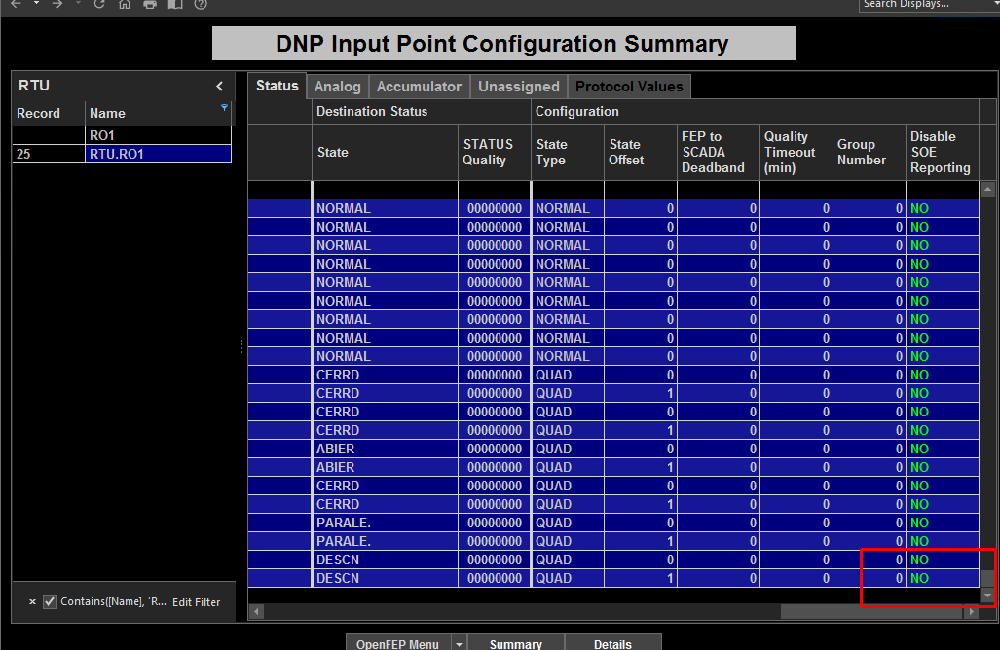 Search Displays...
DNP Input Point Configuration Summary
RTU
Record Name
RO1
25 RTU.RO1
Status Analog Accumulator Unassigned Protocol Values
Destination Status Configuration
State STATUS Quality State Type State Offset FEP to SCADA Deadband Quality Timeout (min) Group Number Disable SOE Reporting
NORMAL 00000000 NORMAL 0 0 0 0 NO
NORMAL 00000000 NORMAL 0 0 0 0 NO
NORMAL 00000000 NORMAL 0 0 0 0 NO
NORMAL 00000000 NORMAL 0 0 0 0 NO
NORMAL 00000000 NORMAL 0 0 0 0 NO
NORMAL 00000000 NORMAL 0 0 0 0 NO
NORMAL 00000000 NORMAL 0 0 0 0 NO
NORMAL 00000000 NORMAL 0 0 0 0 NO
NORMAL 00000000 NORMAL 0 0 0 0 NO
CERRD 00000000 QUAD 0 0 0 0 NO
CERRD 00000000 QUAD 1 0 0 0 NO
CERRD 00000000 QUAD 0 0 0 0 NO
CERRD 00000000 QUAD 1 0 0 0 NO
ABIER 00000000 QUAD 0 0 0 0 NO
ABIER 00000000 QUAD 1 0 0 0 NO
CERRD 00000000 QUAD 0 0 0 0 NO
CERRD 00000000 QUAD 1 0 0 0 NO
PARALE. 00000000 QUAD 0 0 0 0 NO
PARALE. 00000000 QUAD 1 0 0 0 NO
DESCN 00000000 QUAD 0 0 0 0 NO
DESCN 00000000 QUAD 1 0 0 0 NO
Contains([Name], 'R... Edit Filter
OpenFEP Menu Summary Details